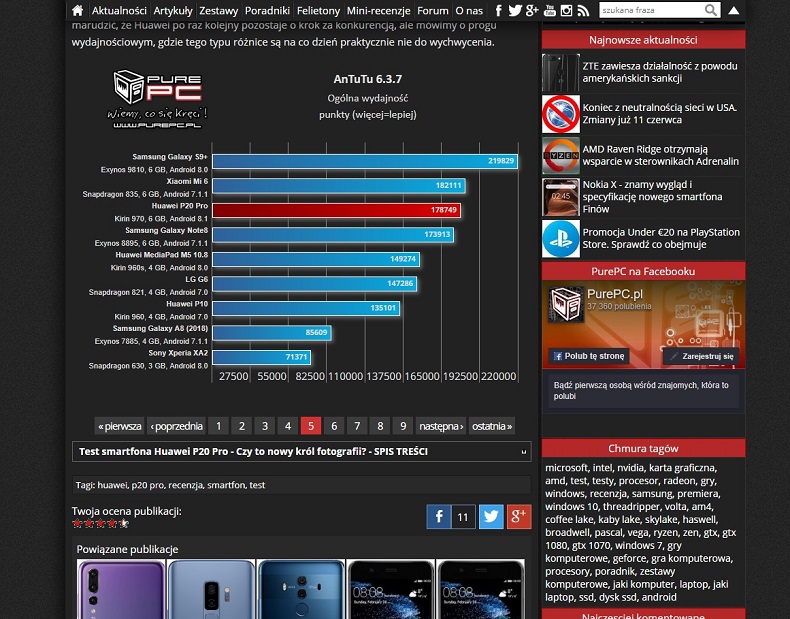 Aktualności Artykuły Zestawy Poradniki Felietony Mini-recenzje Forum O nas
szukana fraza
marudzić, że Huawei po raz kolejny pozostaje o krok za konkurencją, ale mówimy o progu
wydajnościowym, gdzie tego typu różnice są na co dzień praktycznie nie do wychwycenia.
PURE PC
Wiemy, co się kręci !
WWW.PUREPC.PL
AnTuTu 6.3.7
Ogólna wydajność
punkty (więcej=lepiej)
Samsung Galaxy S9+
Exynos 9810, 6 GB, Android 8.0
219829
Xiaomi Mi 6
Snapdragon 835, 6 GB, Android 7.1.1
182111
Huawei P20 Pro
Kirin 970, 6 GB, Android 8.1
178749
Samsung Galaxy Note8
Exynos 8895, 6 GB, Android 7.1.1
173913
Huawei MediaPad M5 10.8
Kirin 960s, 4 GB, Android 8.0
149274
LG G6
Snapdragon 821, 4 GB, Android 7.0
147286
Huawei P10
Kirin 960, 4 GB, Android 7.0
135101
Samsung Galaxy A8 (2018)
Exynos 7885, 4 GB, Android 7.1.1
85609
Sony Xperia XA2
Snapdragon 630, 3 GB, Android 8.0
71371
27500 55000 82500 110000 137500 165000 192500 220000
« pierwsza ‹ poprzednia 1 2 3 4 5 6 7 8 9 następna › ostatnia »
Test smartfona Huawei P20 Pro - Czy to nowy król fotografii? - SPIS TREŚCI
Tagi: huawei, p20 pro, recenzja, smartfon, test
Twoja ocena publikacji:
11
Powiązane publikacje
Najnowsze aktualności
ZTE zawiesza działalność z powodu
amerykańskich sankcji
Koniec z neutralnością sieci w USA.
Zmiany już 11 czerwca
AMD Raven Ridge otrzymają
wsparcie w sterownikach Adrenalin
RYZEN
Nokia X - znamy wygląd i
specyfikację nowego smartfona
Finów
02:45
Promocja Under €20 na PlayStation
Store. Sprawdź co obejmuje
PurePC na Facebooku
PurePC.pl
37 360 polubienia
Polub tę stronę
Zarejestruj się
Bądź pierwszą osobą wśród znajomych, która to
polubi
Chmura tagów
microsoft, intel, nvidia, karta graficzna,
amd, test, testy, procesor, radeon, gry,
windows, recenzja, samsung, premiera,
windows 10, threadripper, volta, am4,
coffee lake, kaby lake, skylake, haswell,
broadwell, pascal, vega, ryzen, zen, gtx, gtx
1080, gtx 1070, windows 7, gry
komputerowe, geforce, gra komputerowa,
procesory, poradnik, zestawy
komputerowe, jaki komputer, laptop, jaki
laptop, ssd, dysk ssd, android
Najczęściej komentowane